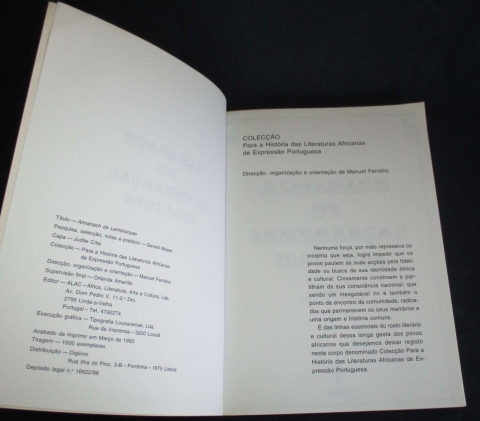 Título — Almanach de Lembranças
Pesquisa, selecção, notas e prefácio — Gerald Moser
Capa — Judite Cília
Colecção — Para a História das Literaturas Africanas
de Expressão Portuguesa
Direcção, organização e orientação — Manuel Ferreira
Supervisão final — Orlanda Amarílis
Editor — ALAC - África, Literatura, Arte e Cultura, Lda.
Av. Dom Pedro V, 11-2.º Dto.
2795 Linda-a-Velha
Portugal - Tel. 4192274
Execução gráfica — Tipografia Lousanense, Lda.
Rua da Imprensa - 3200 Lousã
Acabado de imprimir em Março de 1993
Tiragem — 1000 exemplares
Distribuição — Diglivro
Rua Ilha do Pico, 3-B - Pontinha - 1675 Lisboa
Depósito legal n.º 16622/88
COLECÇÃO
Para a História das Literaturas Africanas
de Expressão Portuguesa
Direcção, organização e orientação de Manuel Ferreira
Nenhuma força, por mais repressiva ou
violenta que seja, logra impedir que os
povos pautem as suas acções pela fideli-
dade ou busca da sua identidade étnica
e cultural. Ciosamente constroem e par-
tilham da sua consciência nacional: que
sendo um inegociável rio é também o
ponto de encontro da comunidade, radica-
dos que permanecem os seus membros a
uma origem e história comuns.
É das linhas essenciais do rosto literário
e cultural dessa longa gesta dos povos
africanos que desejamos deixar registo
neste corpo denominado Colecção Para a
História das Literaturas Africanas de Ex-
pressão Portuguesa.